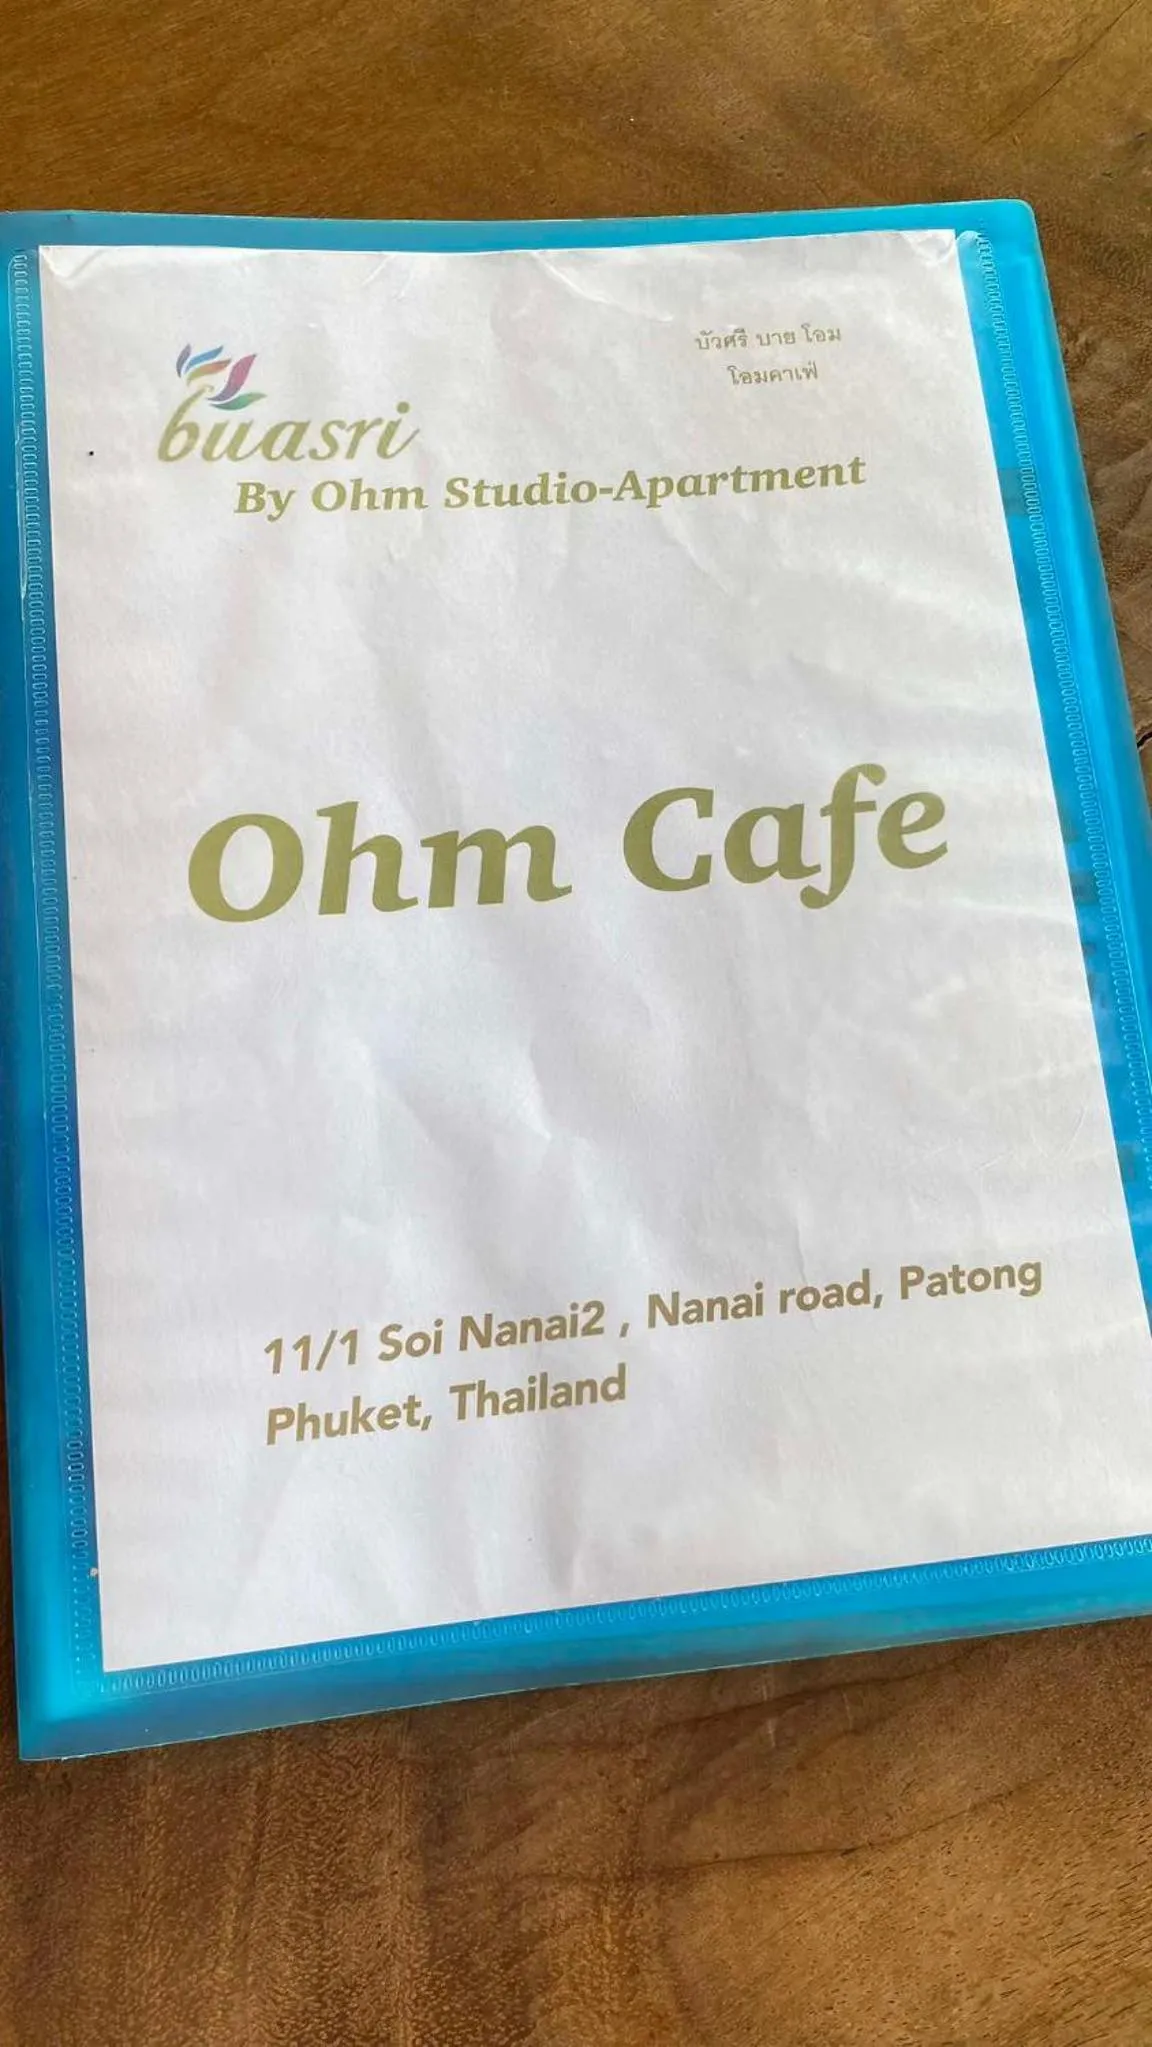 บัวศรี บาย โอม
โอมคาเฟ่
buasri
By Ohm Studio-Apartment
Ohm Cafe
11/1 Soi Nanai2 , Nanai road, Patong
Phuket, Thailand